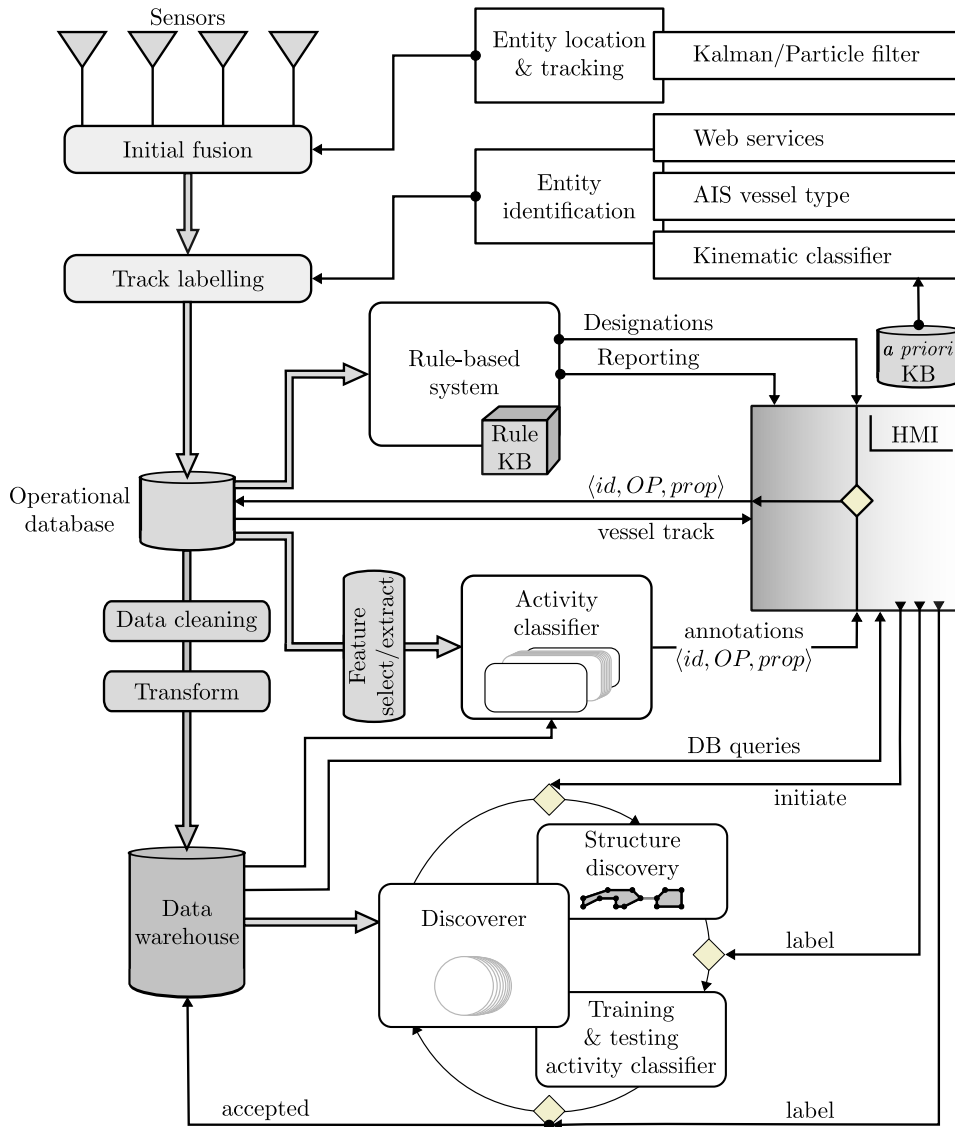 Sensors
Entity location
& tracking
Kalman/Particle filter
Initial fusion
Web services
Entity
identification
AIS vessel type
Kinematic classifier
Track labelling
Designations
Reporting
Rule-based
system
a priori
KB
Rule
KB
HMI
Operational
database
⟨id, OP, prop⟩
vessel track
Data cleaning
Transform
Feature
select/extract
Activity
classifier
annotations
⟨id, OP, prop⟩
DB queries
initiate
Structure
discovery
Data
warehouse
Discoverer
label
Training
& testing
activity classifier
accepted
label